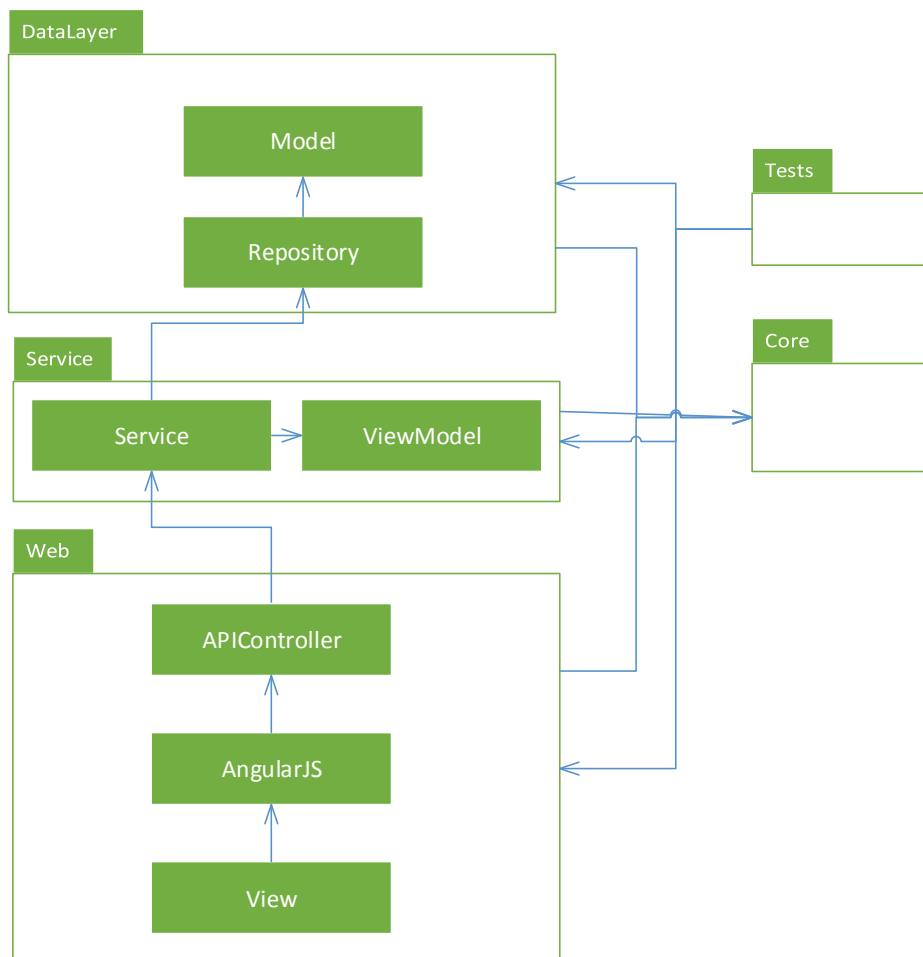 DataLayer
Model
Repository
Tests
Service
Core
Service
ViewModel
Web
APIController
AngularJS
View